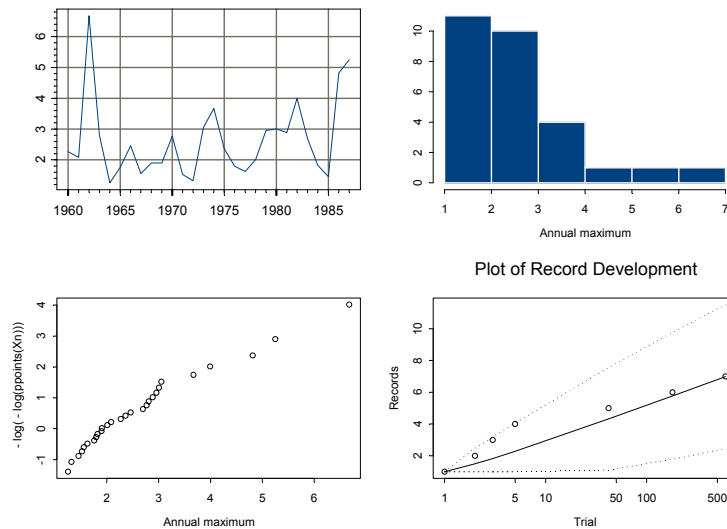 6
5
4
3
2
1960 1965 1970 1975 1980 1985
10
8
6
4
2
0
1 2 3 4 5 6 7
Annual maximum
- log( - log(ppoints(Xn)))
4
3
2
1
0
-1
2 3 4 5 6
Annual maximum
Plot of Record Development
Records
10
8
6
4
2
1 5 10 50 100 500
Trial